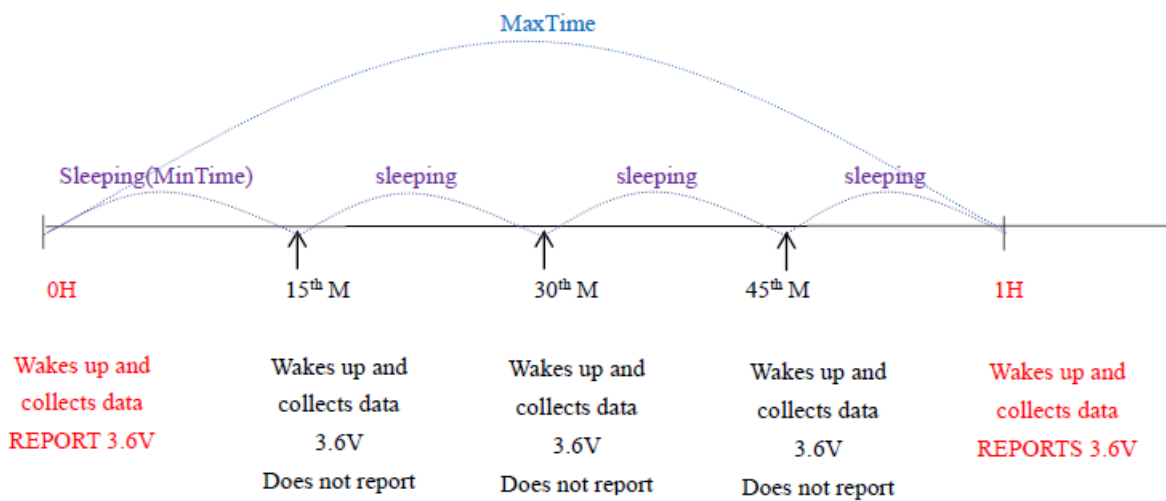 MaxTime
Sleeping(MinTime)
sleeping
sleeping
sleeping
0H
15th M
30th M
45th M
1H
Wakes up and
collects data
REPORT 3.6V
Wakes up and
collects data
3.6V
Does not report
Wakes up and
collects data
3.6V
Does not report
Wakes up and
collects data
3.6V
Does not report
Wakes up and
collects data
REPORTS 3.6V